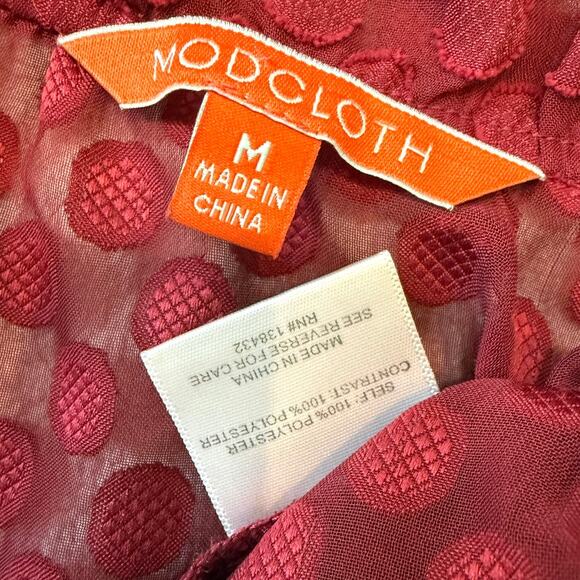 MODCLOTH
M
MADE IN
CHINA
SELF: 100% POLYESTER
CONTRAST: 100% POLYESTER
MADE IN CHINA
SEE REVERSE FOR CARE
RN# 138432